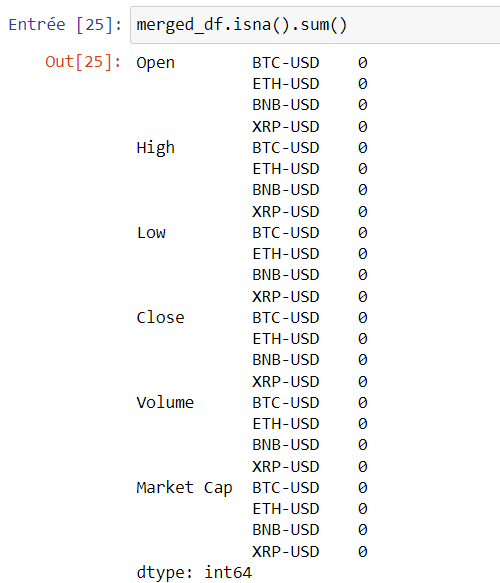 Entrée [25]: merged_df.isna().sum()
Out[25]: Open BTC-USD 0
ETH-USD 0
BNB-USD 0
XRP-USD 0
High BTC-USD 0
ETH-USD 0
BNB-USD 0
XRP-USD 0
Low BTC-USD 0
ETH-USD 0
BNB-USD 0
XRP-USD 0
Close BTC-USD 0
ETH-USD 0
BNB-USD 0
XRP-USD 0
Volume BTC-USD 0
ETH-USD 0
BNB-USD 0
XRP-USD 0
Market Cap BTC-USD 0
ETH-USD 0
BNB-USD 0
XRP-USD 0
dtype: int64